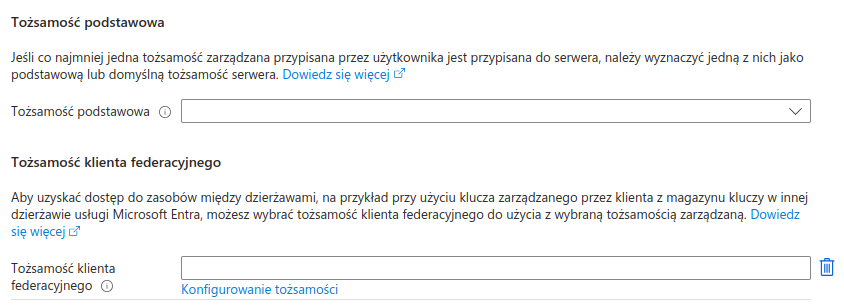 Tożsamość podstawowa
Jeśli co najmniej jedna tożsamość zarządzana przypisana przez użytkownika jest przypisana do serwera, należy wyznaczyć jedną z nich jako
podstawową lub domyślną tożsamość serwera. Dowiedz się więcej
Tożsamość podstawowa
Tożsamość klienta federacyjnego
Aby uzyskać dostęp do zasobów między dzierżawami, na przykład przy użyciu klucza zarządzanego przez klienta z magazynu kluczy w innej
dzierżawie usługi Microsoft Entra, możesz wybrać tożsamość klienta federacyjnego do użycia z wybraną tożsamością zarządzaną. Dowiedz
się więcej
Tożsamość klienta
federacyjnego
Konfigurowanie tożsamości